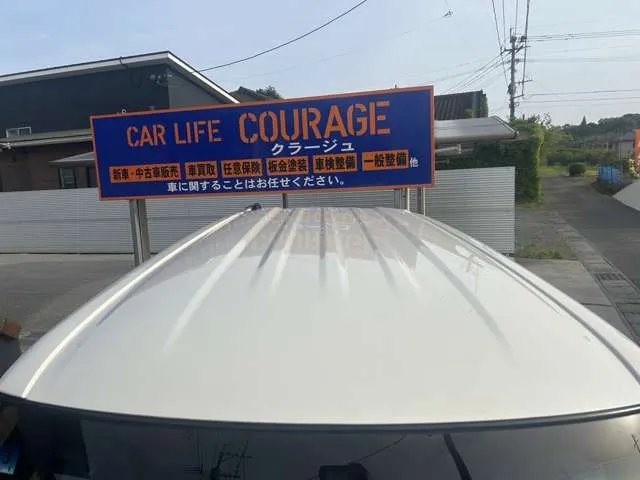 CAR LIFE COURAGE
クラージュ
新車・中古車販売 車買取 任意保険 板金塗装 車検整備 一般整備 他
車に関することはお任せください。